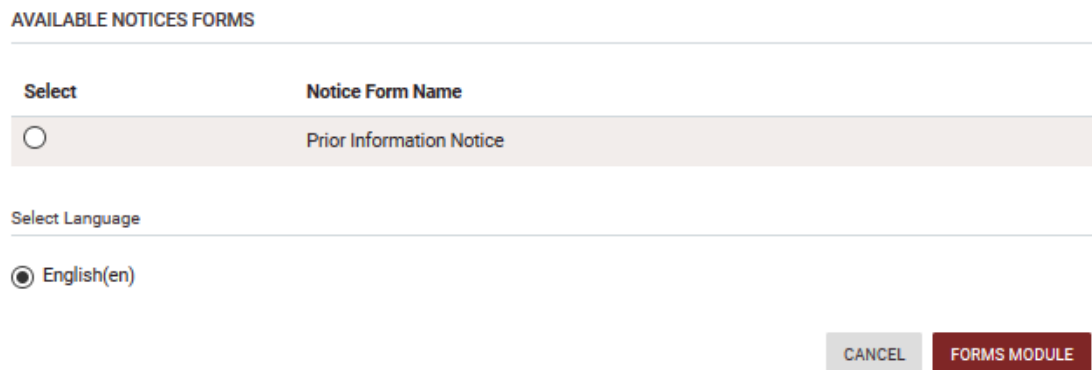 AVAILABLE NOTICES FORMS
Select Notice Form Name
Prior Information Notice
Select Language
English(en)
CANCEL FORMS MODULE